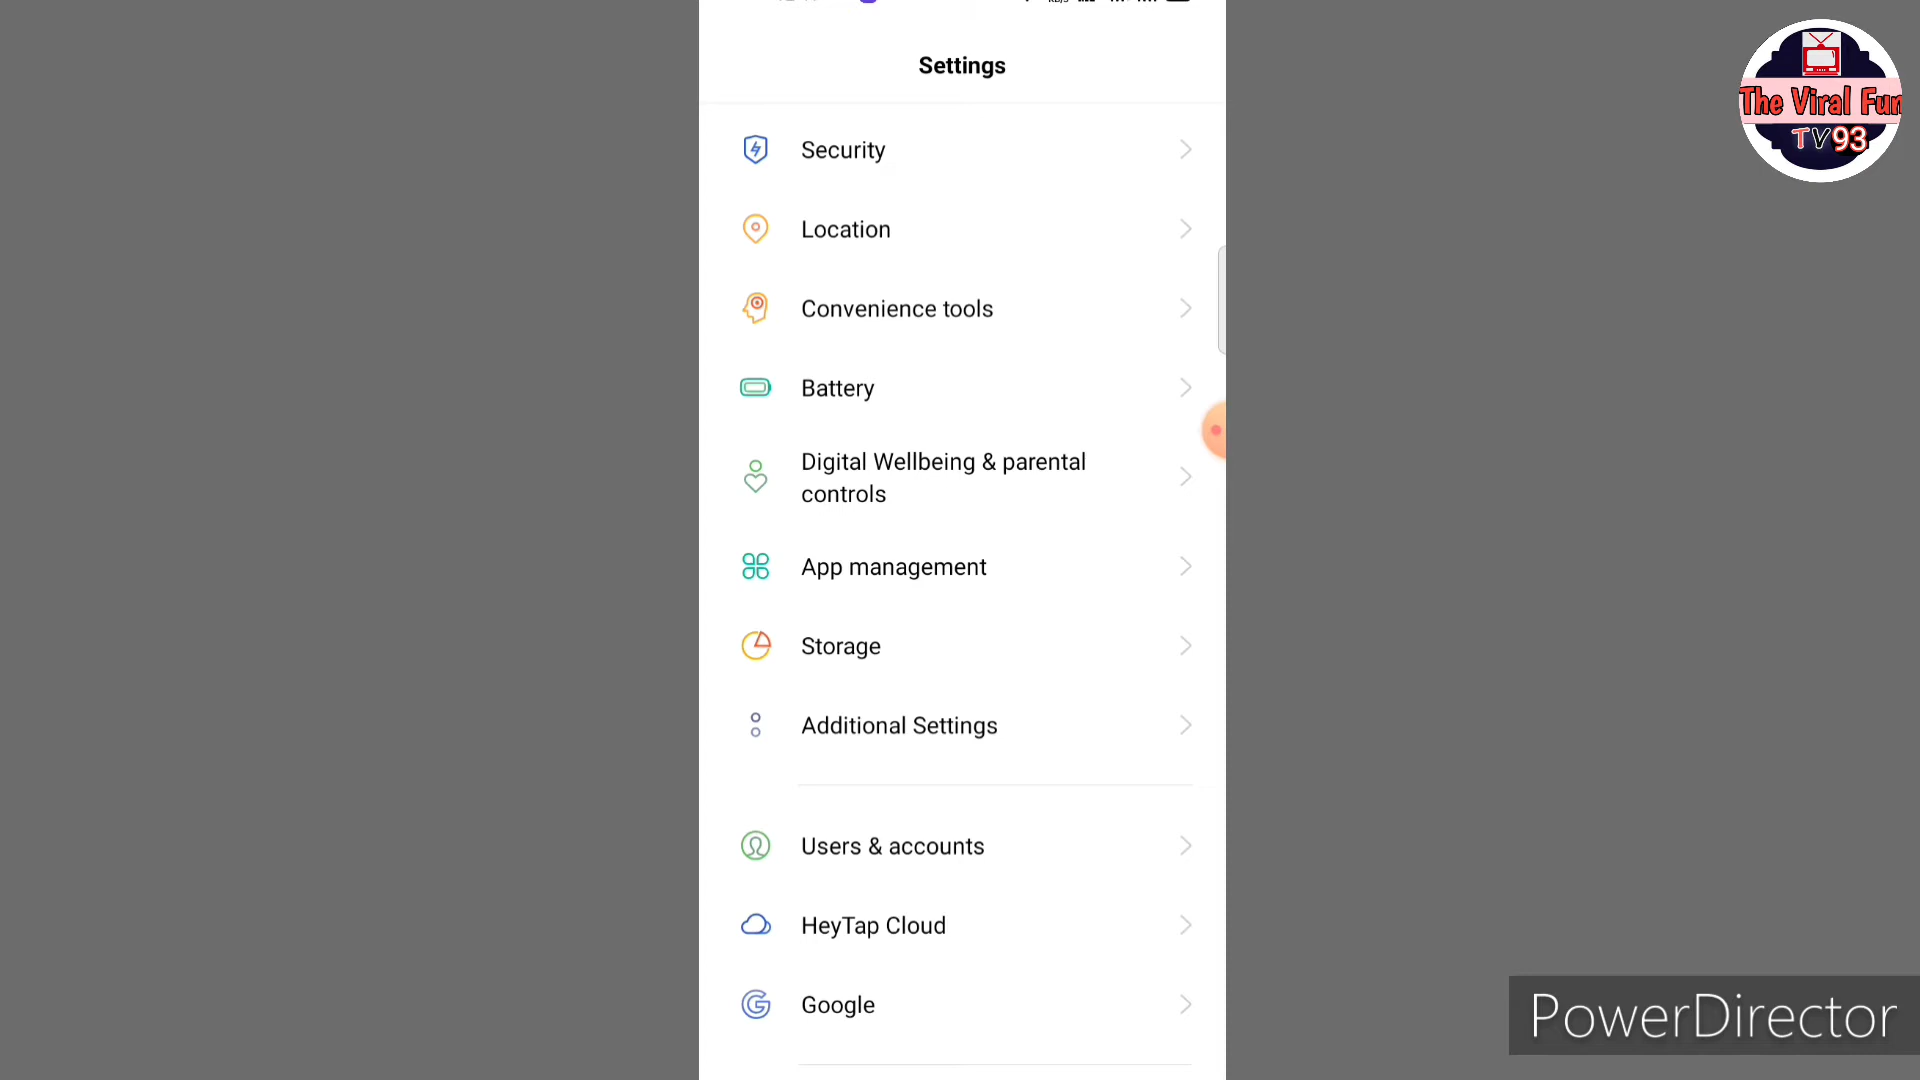 Settings
Security
Location
Convenience tools
Battery
Digital Wellbeing & parental
controls
App management
Storage
Additional Settings
Users & accounts
HeyTap Cloud
Google
The Viral Fun
TV93
PowerDirector